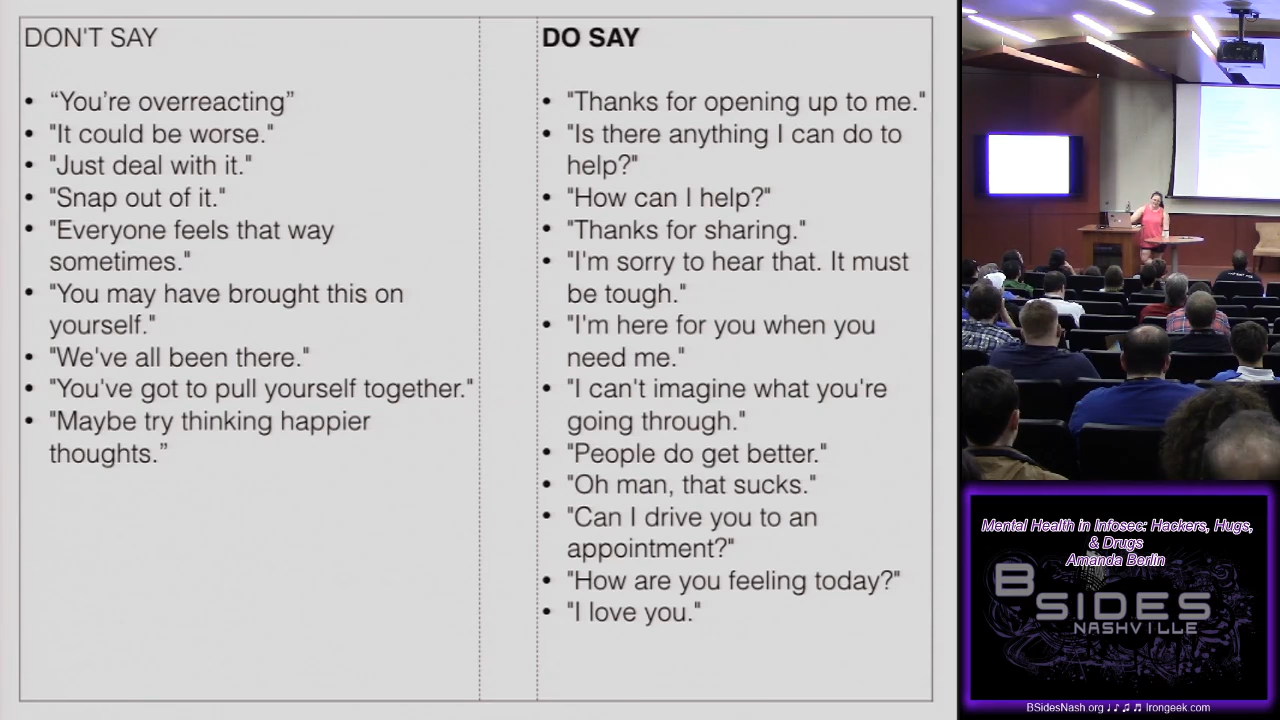 DON'T SAY
• “You’re overreacting”
• "It could be worse."
• "Just deal with it."
• "Snap out of it."
• "Everyone feels that way
sometimes."
• "You may have brought this on
yourself."
• "We've all been there."
• "You've got to pull yourself together."
• "Maybe try thinking happier
thoughts.”
DO SAY
• "Thanks for opening up to me."
• "Is there anything I can do to
help?"
• "How can I help?"
• "Thanks for sharing."
• "I'm sorry to hear that. It must
be tough."
• "I'm here for you when you
need me."
• "I can't imagine what you're
going through."
• "People do get better."
• "Oh man, that sucks."
• "Can I drive you to an
appointment?"
• "How are you feeling today?"
• "I love you."
Mental Health in Infosec: Hackers, Hugs,
& Drugs
Amanda Berlin
BSIDES
NASHVILLE
BSidesNash.org ♩♪♫♬ Irongeek.com